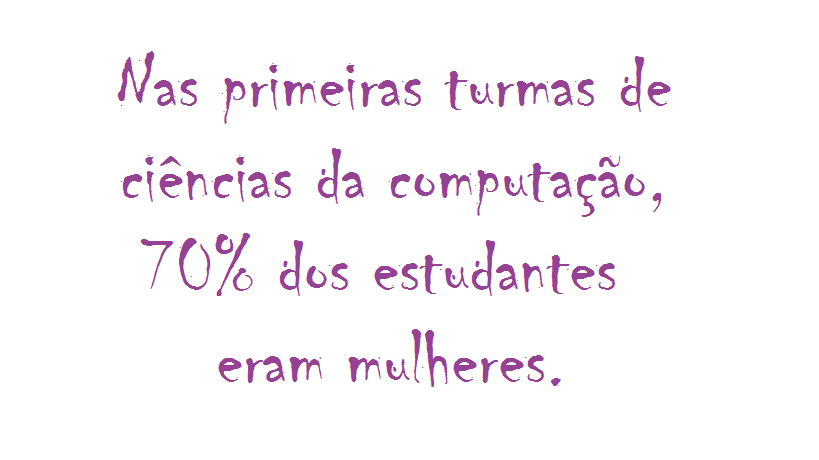 Nas primeiras turmas de
ciências da computação,
70% dos estudantes
eram mulheres.